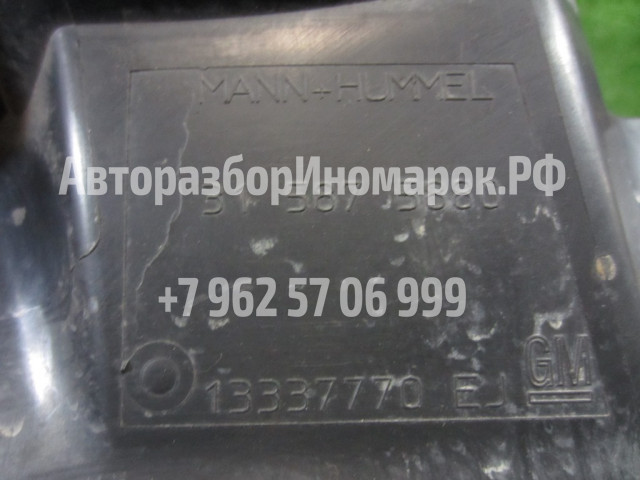 MANN+HUMMEL
АвторазборИномарок.РФ
+7 962 57 06 999
13337770 EJ GM